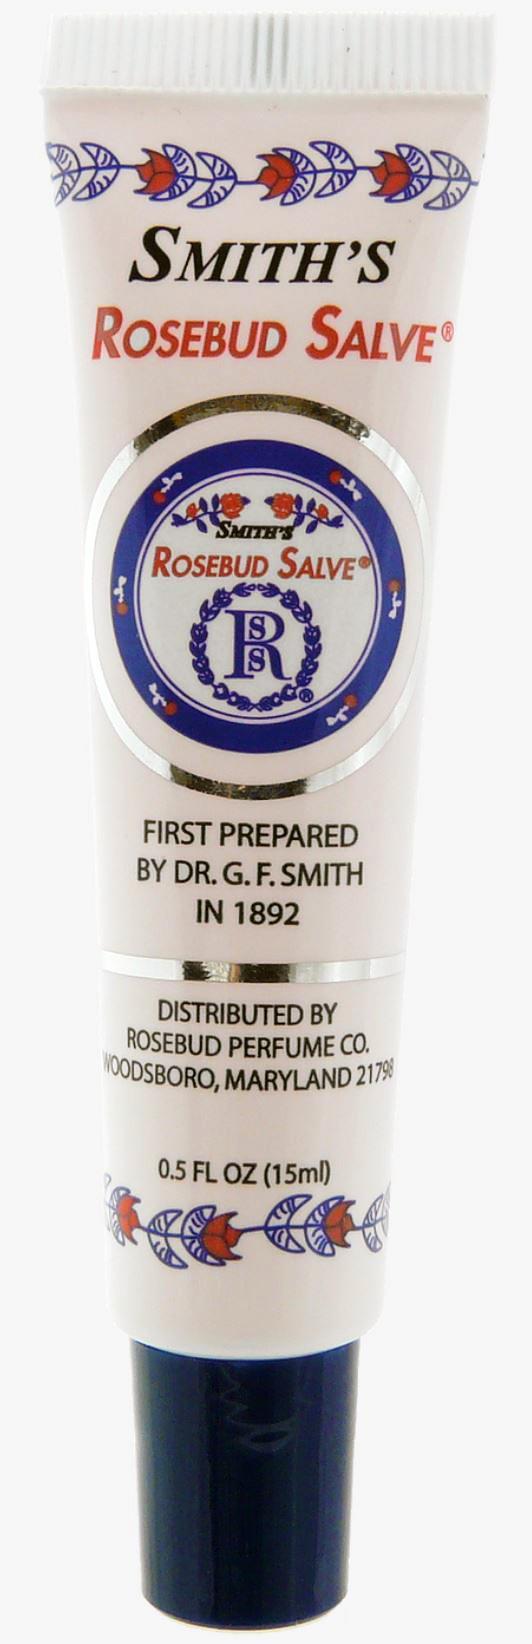 SMITH'S
ROSEBUD SALVE®
SMITH'S
ROSEBUD SALVE®
RSS®
FIRST PREPARED
BY DR. G. F. SMITH
IN 1892
DISTRIBUTED BY
ROSEBUD PERFUME CO.
WOODSBORO, MARYLAND 21798
0.5 FL OZ (15ml)